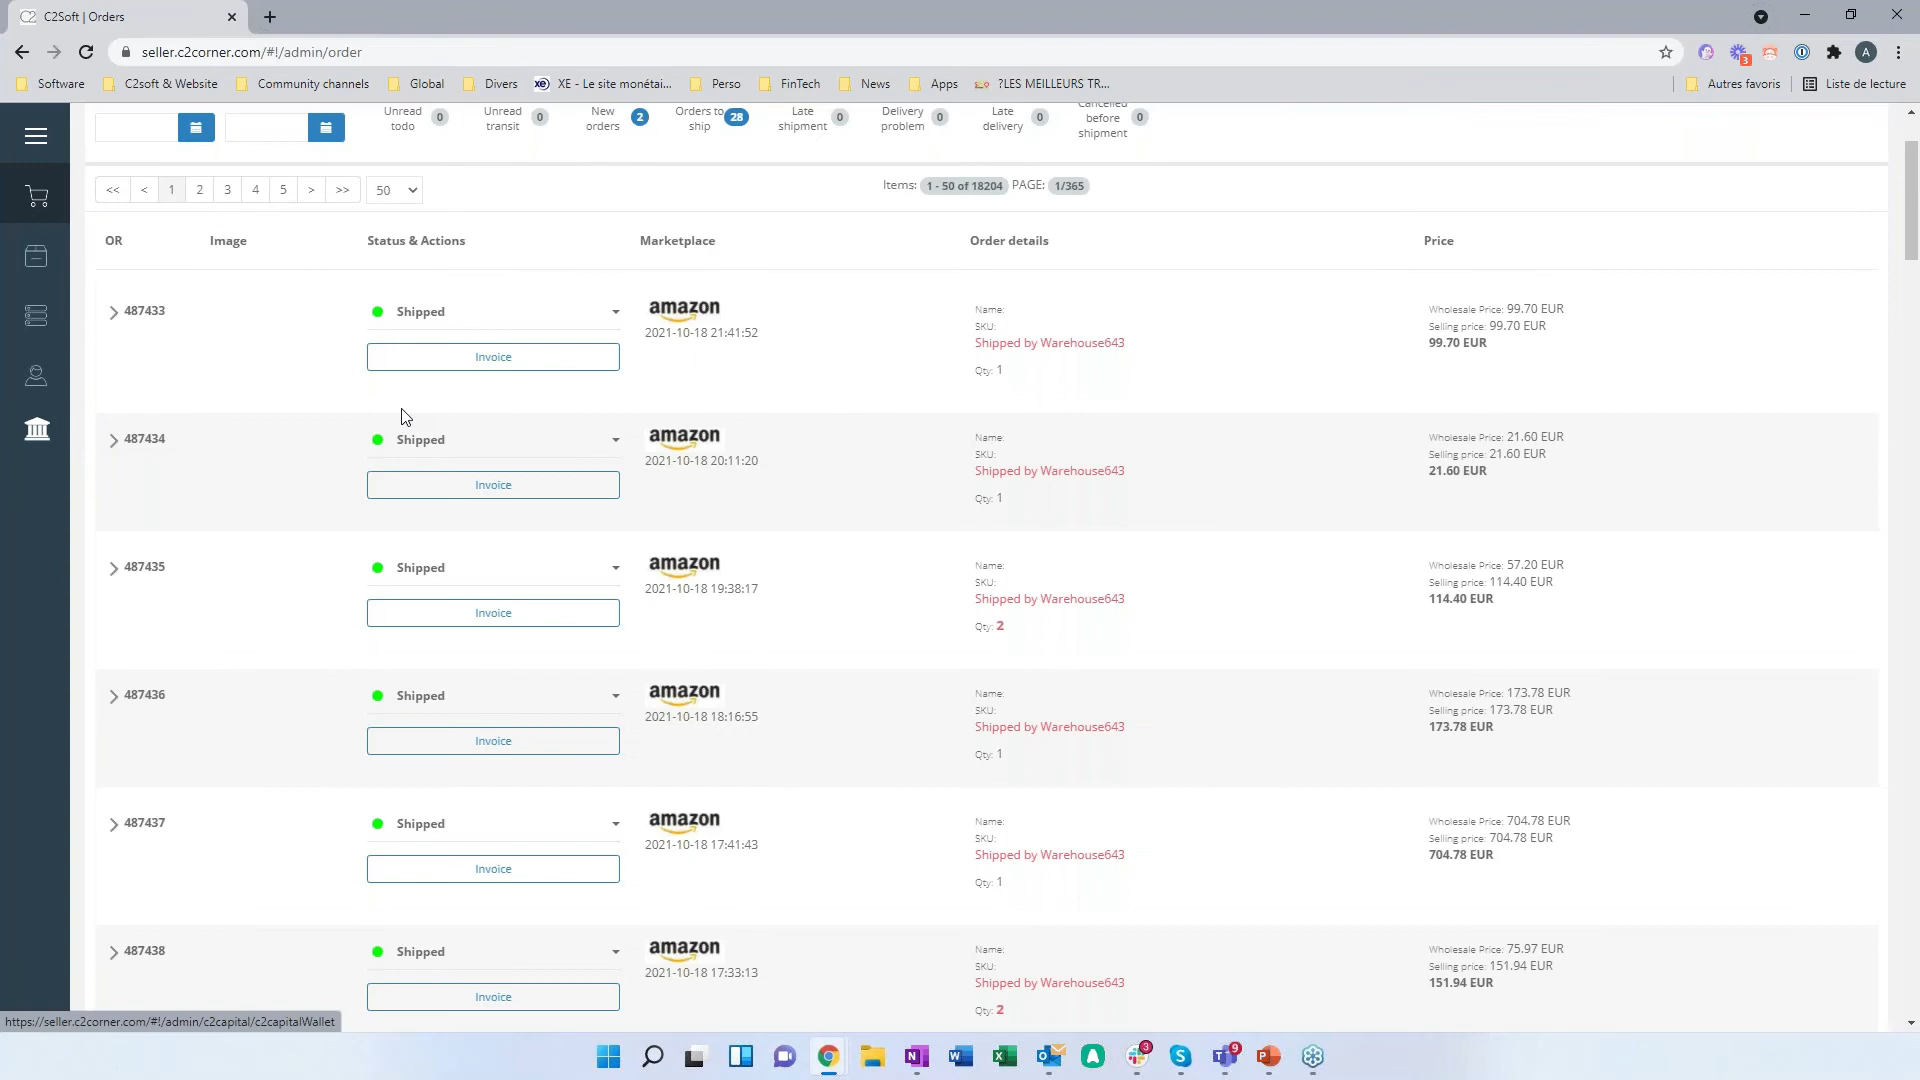 C2Soft | Orders
seller.c2corner.com/#!/admin/order
3
A
Software
C2soft & Website
Community channels
Global
Divers
XE - Le site monétai...
Perso
FinTech
News
Apps
?LES MEILLEURS TR...
Autres favoris
Liste de lecture
Unread todo 0
Unread transit 0
New orders 2
Orders to ship 28
Late shipment 0
Delivery problem 0
Late delivery 0
Cancelled before shipment 0
<< < 1 2 3 4 5 > >> 50
Items: 1 - 50 of 18204 PAGE: 1/365
OR Image Status & Actions Marketplace Order details Price
487433
Shipped
Invoice
amazon
2021-10-18 21:41:52
Name:
SKU:
Shipped by Warehouse643
Qty: 1
Wholesale Price: 99.70 EUR
Selling price: 99.70 EUR
99.70 EUR
487434
Shipped
Invoice
amazon
2021-10-18 20:11:20
Name:
SKU:
Shipped by Warehouse643
Qty: 1
Wholesale Price: 21.60 EUR
Selling price: 21.60 EUR
21.60 EUR
487435
Shipped
Invoice
amazon
2021-10-18 19:38:17
Name:
SKU:
Shipped by Warehouse643
Qty: 2
Wholesale Price: 57.20 EUR
Selling price: 114.40 EUR
114.40 EUR
487436
Shipped
Invoice
amazon
2021-10-18 18:16:55
Name:
SKU:
Shipped by Warehouse643
Qty: 1
Wholesale Price: 173.78 EUR
Selling price: 173.78 EUR
173.78 EUR
487437
Shipped
Invoice
amazon
2021-10-18 17:41:43
Name:
SKU:
Shipped by Warehouse643
Qty: 1
Wholesale Price: 704.78 EUR
Selling price: 704.78 EUR
704.78 EUR
487438
Shipped
Invoice
amazon
2021-10-18 17:33:13
Name:
SKU:
Shipped by Warehouse643
Qty: 2
Wholesale Price: 75.97 EUR
Selling price: 151.94 EUR
151.94 EUR
https://seller.c2corner.com/#!/admin/c2capital/c2capitalWallet
3
9